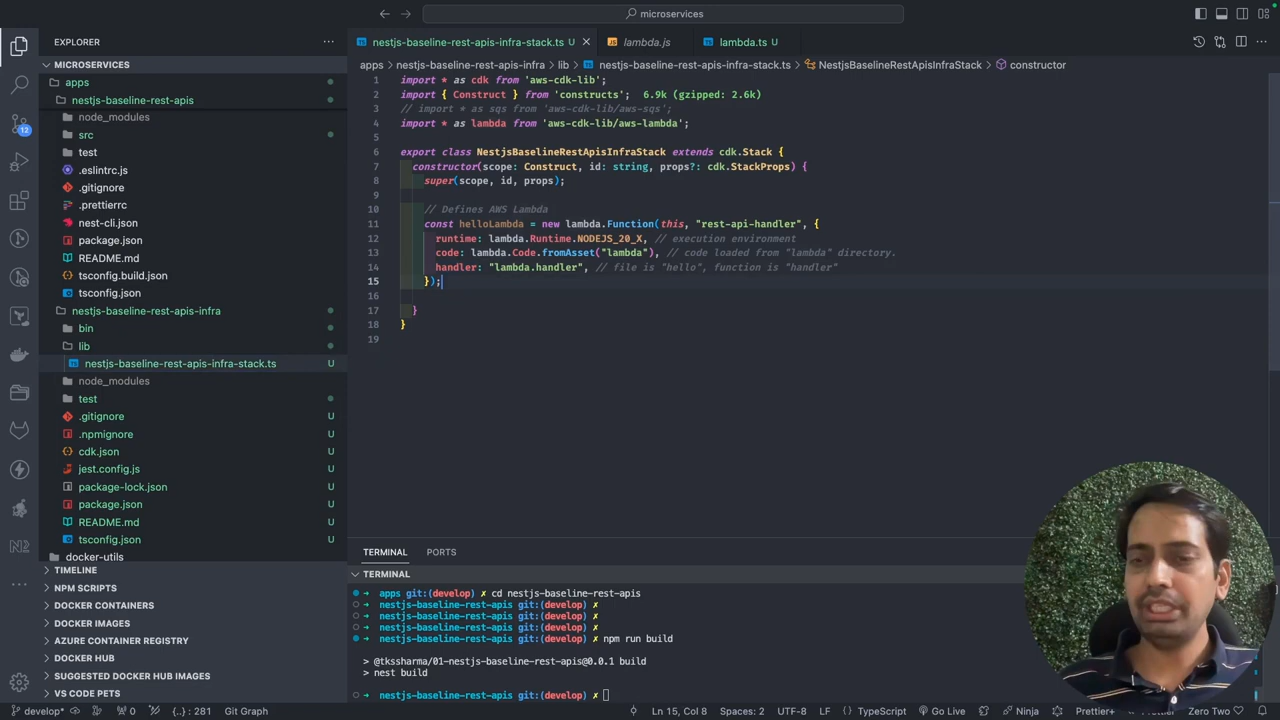 microservices
EXPLORER
MICROSERVICES
apps
nestjs-baseline-rest-apis
node_modules
src
test
.eslintrc.js
.gitignore
.prettierrc
nest-cli.json
package.json
README.md
tsconfig.build.json
tsconfig.json
nestjs-baseline-rest-apis-infra
bin
lib
nestjs-baseline-rest-apis-infra-stack.ts U
node_modules
test
.gitignore U
.npmignore U
cdk.json U
jest.config.js U
package-lock.json U
package.json U
README.md U
tsconfig.json U
docker-utils
TIMELINE
NPM SCRIPTS
DOCKER CONTAINERS
DOCKER IMAGES
AZURE CONTAINER REGISTRY
DOCKER HUB
SUGGESTED DOCKER HUB IMAGES
VS CODE PETS
12
nestjs-baseline-rest-apis-infra-stack.ts U
lambda.js
lambda.ts U
apps > nestjs-baseline-rest-apis-infra > lib > nestjs-baseline-rest-apis-infra-stack.ts > NestjsBaselineRestApisInfraStack > constructor
1 import * as cdk from 'aws-cdk-lib';
2 import { Construct } from 'constructs'; 6.9k (gzipped: 2.6k)
3 // import * as sqs from 'aws-cdk-lib/aws-sqs';
4 import * as lambda from 'aws-cdk-lib/aws-lambda';
5
6 export class NestjsBaselineRestApisInfraStack extends cdk.Stack {
7 constructor(scope: Construct, id: string, props?: cdk.StackProps) {
8 super(scope, id, props);
9
10 // Defines AWS Lambda
11 const helloLambda = new lambda.Function(this, "rest-api-handler", {
12 runtime: lambda.Runtime.NODEJS_20_X, // execution environment
13 code: lambda.Code.fromAsset("lambda"), // code loaded from "lambda" directory.
14 handler: "lambda.handler", // file is "hello", function is "handler"
15 });
16
17 }
18 }
19
TERMINAL PORTS
TERMINAL
➜ apps git:(develop) ✗ cd nestjs-baseline-rest-apis
➜ nestjs-baseline-rest-apis git:(develop) ✗
➜ nestjs-baseline-rest-apis git:(develop) ✗
➜ nestjs-baseline-rest-apis git:(develop) ✗
➜ nestjs-baseline-rest-apis git:(develop) ✗ npm run build
> @tkssharma/01-nestjs-baseline-rest-apis@0.0.1 build
> nest build
➜ nestjs-baseline-rest-apis git:(develop) ✗
develop* 0 {..} : 281 Git Graph
Ln 15, Col 8 Spaces: 2 UTF-8 LF TypeScript Go Live Ninja Prettier+ Zero Two